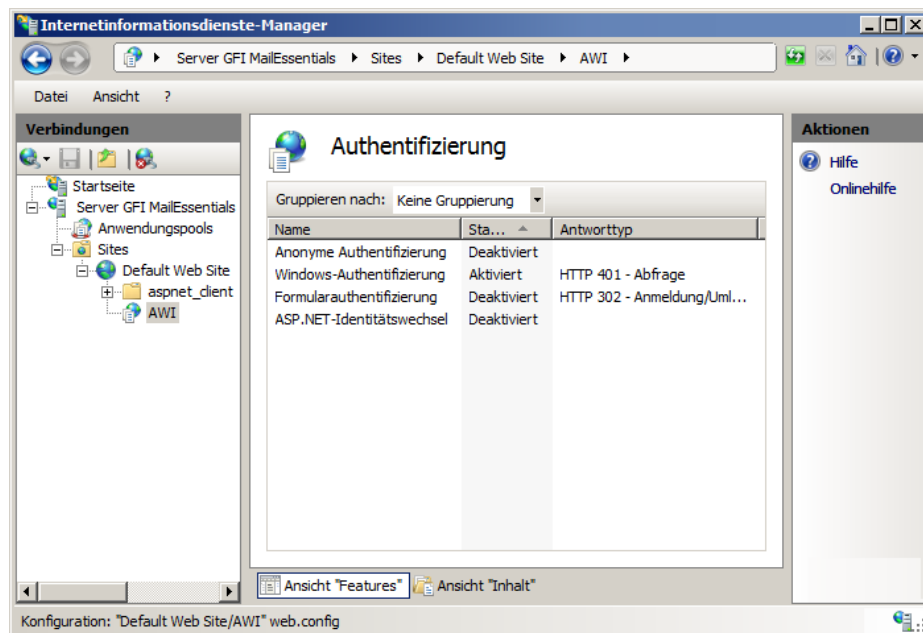 Internetinformationsdienste-Manager
Server GFI MailEssentials Sites Default Web Site AWI
Datei Ansicht ?
Verbindungen
Startseite
Server GFI MailEssentials
Anwendungspools
Sites
Default Web Site
aspnet_client
AWI
Authentifizierung
Gruppieren nach: Keine Gruppierung
Name Sta... Antworttyp
Anonyme Authentifizierung Deaktiviert
Windows-Authentifizierung Aktiviert HTTP 401 - Abfrage
Formularauthentifizierung Deaktiviert HTTP 302 - Anmeldung/Uml...
ASP.NET-Identitätswechsel Deaktiviert
Ansicht "Features" Ansicht "Inhalt"
Aktionen
Hilfe
Onlinehilfe
Konfiguration: "Default Web Site/AWI" web.config